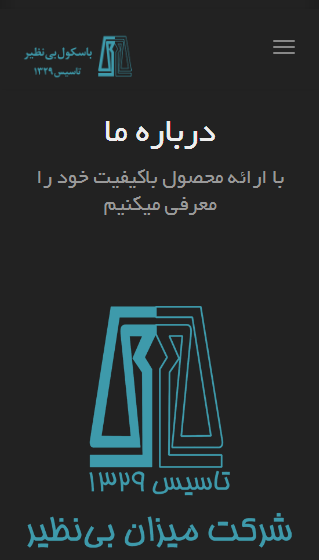 باسکول بی‌نظیر
تاسیس ۱۳۲۹
درباره ما
با ارائه محصول باکیفیت خود را
معرفی میکنیم
تاسیس ۱۳۲۹
شرکت میزان بی‌نظیر